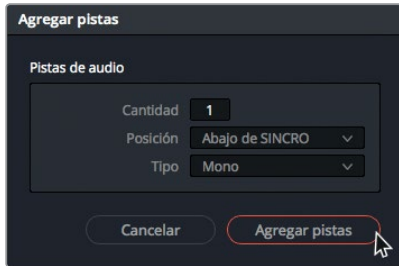 Agregar pistas
Pistas de audio
Cantidad 1
Posición Abajo de SINCRO
Tipo Mono
Cancelar Agregar pistas